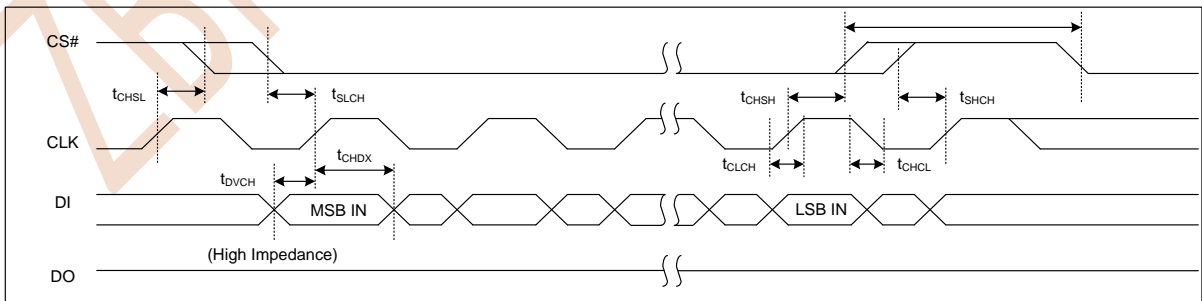 CS#
tCHSL
tSLCH
tCHSH
tSHCH
CLK
tCHDX
tCLCH
tCHCL
tDVCH
DI
MSB IN
LSB IN
(High Impedance)
DO